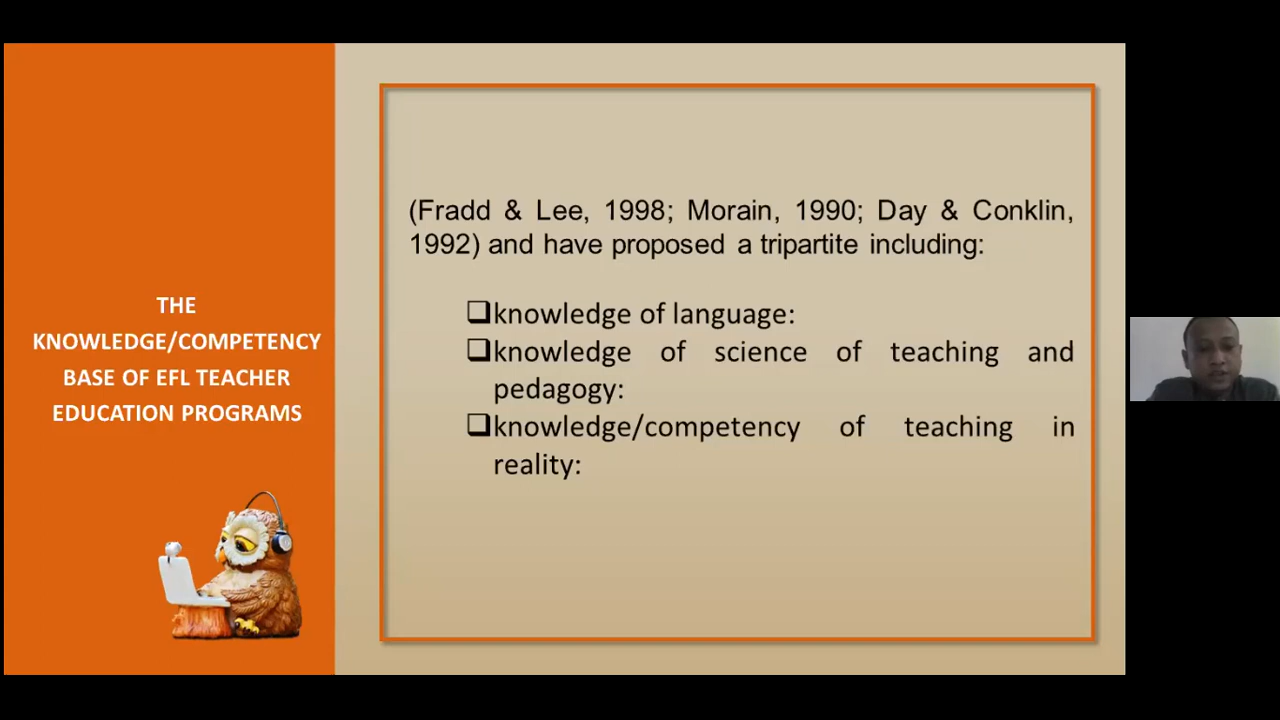 THE
KNOWLEDGE/COMPETENCY
BASE OF EFL TEACHER
EDUCATION PROGRAMS
(Fradd & Lee, 1998; Morain, 1990; Day & Conklin,
1992) and have proposed a tripartite including:
❑knowledge of language:
❑knowledge of science of teaching and
pedagogy:
❑knowledge/competency of teaching in
reality: